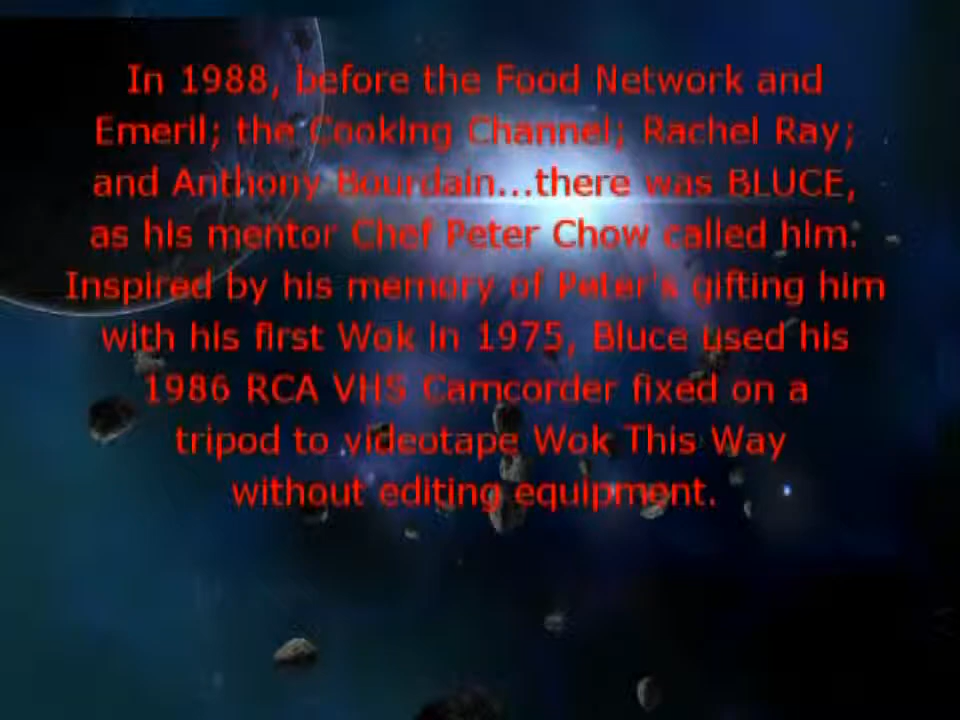 In 1988, before the Food Network and
Emeril; the Cooking Channel; Rachel Ray;
and Anthony Bourdain...there was BLUCE,
as his mentor Chef Peter Chow called him.
Inspired by his memory of Peter's gifting him
with his first Wok in 1975, Bluce used his
1986 RCA VHS Camcorder fixed on a
tripod to videotape Wok This Way
without editing equipment.